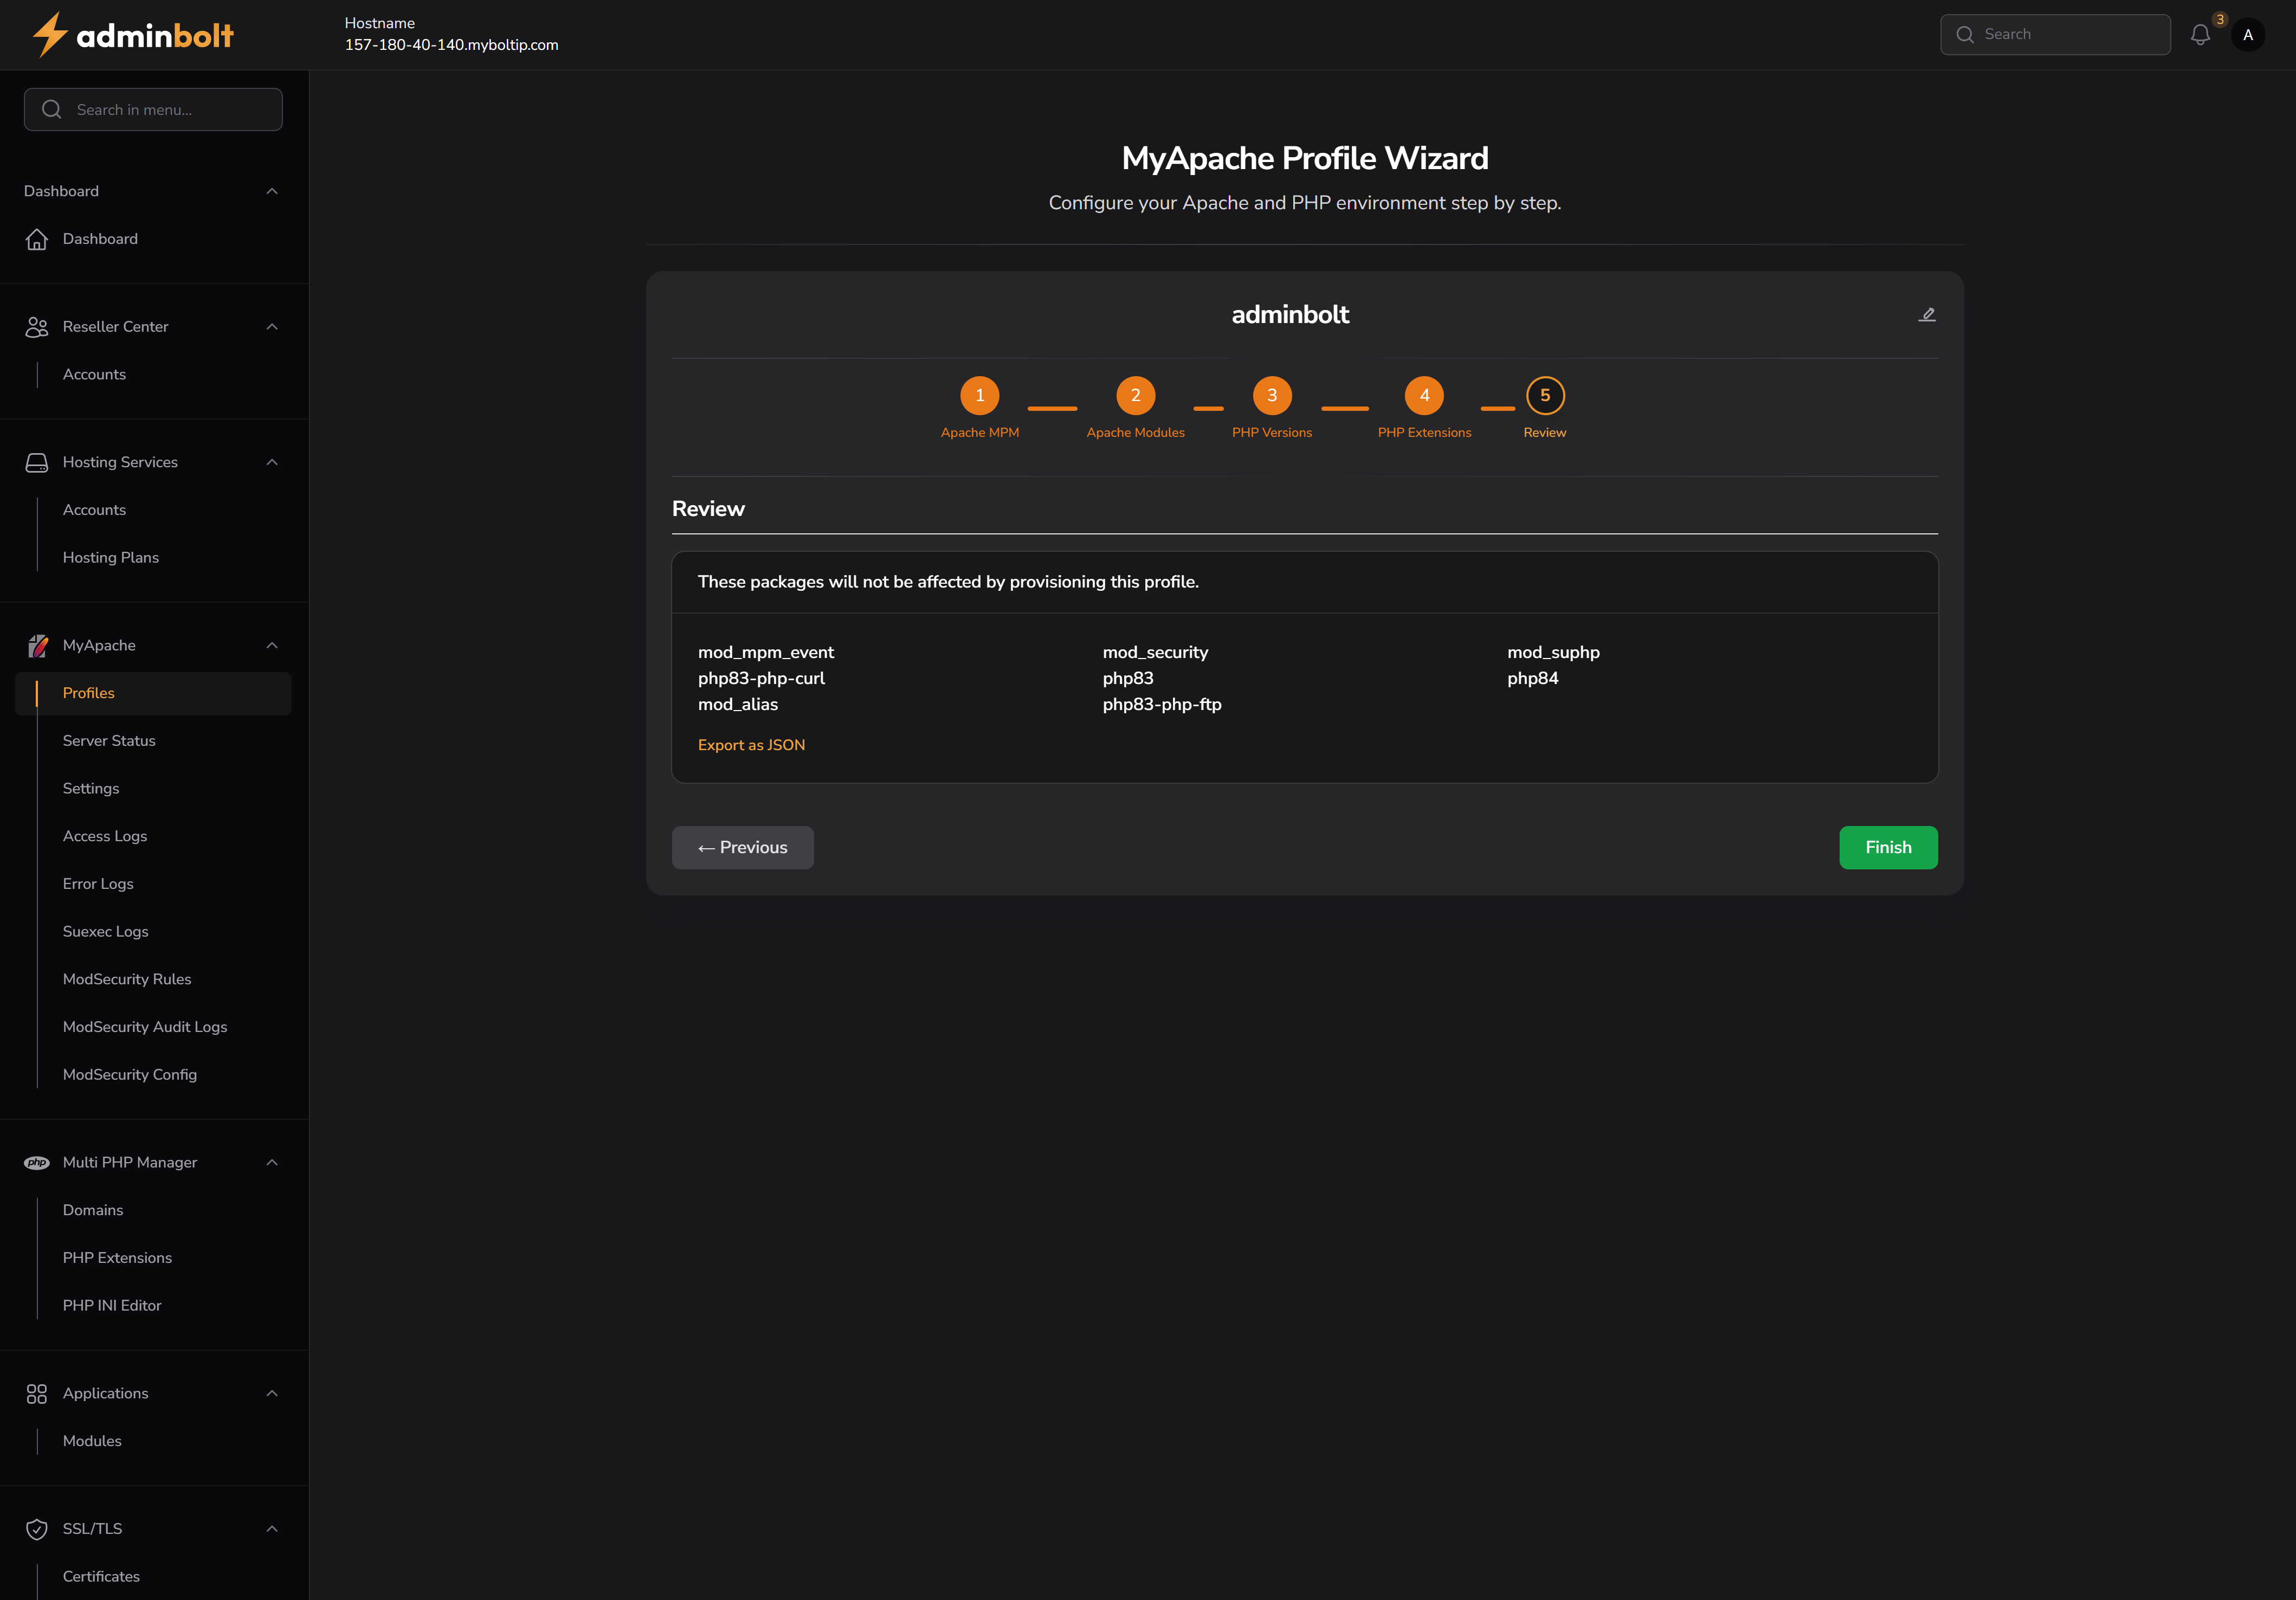 adminbolt
Hostname
157-180-40-140.myboltip.com
Search
3
A
Search in menu...
Dashboard
Dashboard
Reseller Center
Accounts
Hosting Services
Accounts
Hosting Plans
MyApache
Profiles
Server Status
Settings
Access Logs
Error Logs
Suexec Logs
ModSecurity Rules
ModSecurity Audit Logs
ModSecurity Config
php
Multi PHP Manager
Domains
PHP Extensions
PHP INI Editor
Applications
Modules
SSL/TLS
Certificates
MyApache Profile Wizard
Configure your Apache and PHP environment step by step.
adminbolt
1 2 3 4 5
Apache MPM Apache Modules PHP Versions PHP Extensions Review
Review
These packages will not be affected by provisioning this profile.
mod_mpm_event mod_security mod_suphp
php83-php-curl php83 php84
mod_alias php83-php-ftp
Export as JSON
← Previous
Finish